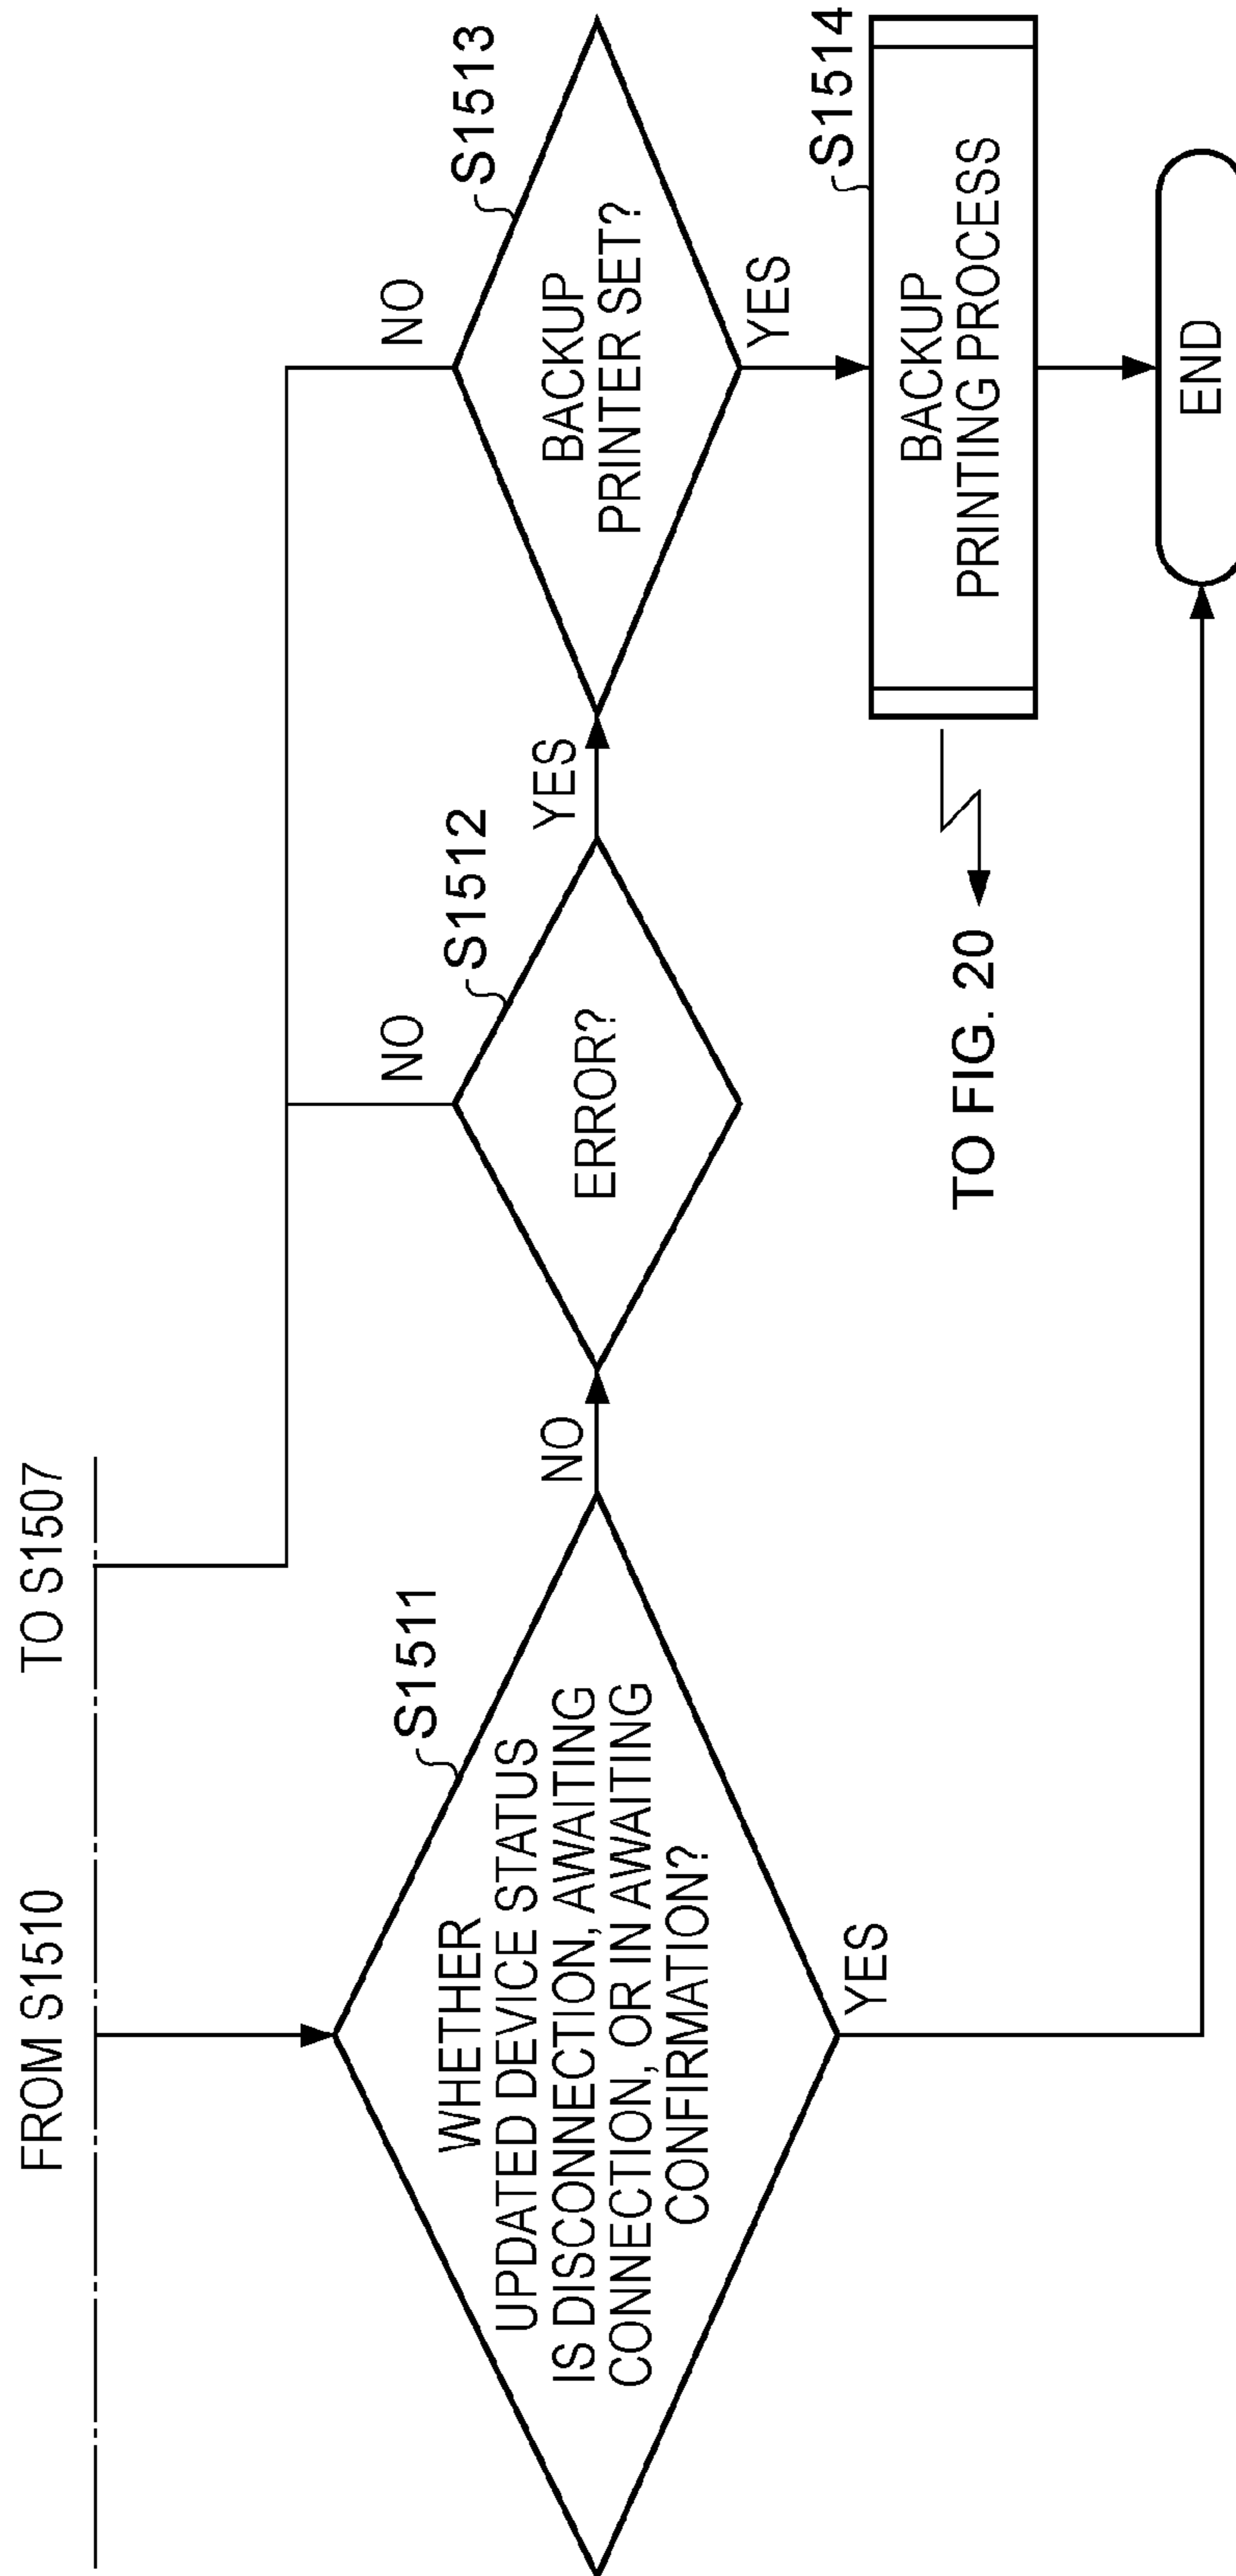 FROM S1510
TO S1507
S1511
WHETHER
UPDATED DEVICE STATUS
IS DISCONNECTION, AWAITING
CONNECTION, OR IN AWAITING
CONFIRMATION?
NO
YES
S1512
ERROR?
NO
YES
S1513
BACKUP
PRINTER SET?
NO
YES
S1514
BACKUP
PRINTING PROCESS
TO FIG. 20
END